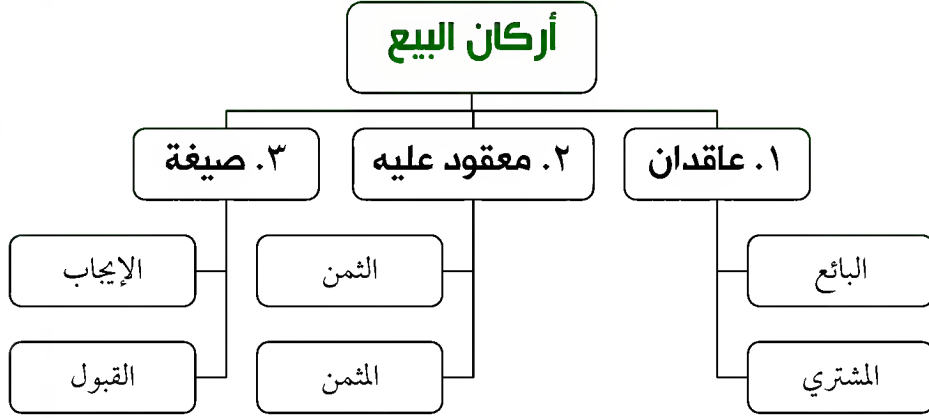 أركان البيع
١. عاقدان
٢. معقود عليه
٣. صيغة
البائع
الثمن
الإيجاب
المشتري
المثمن
القبول